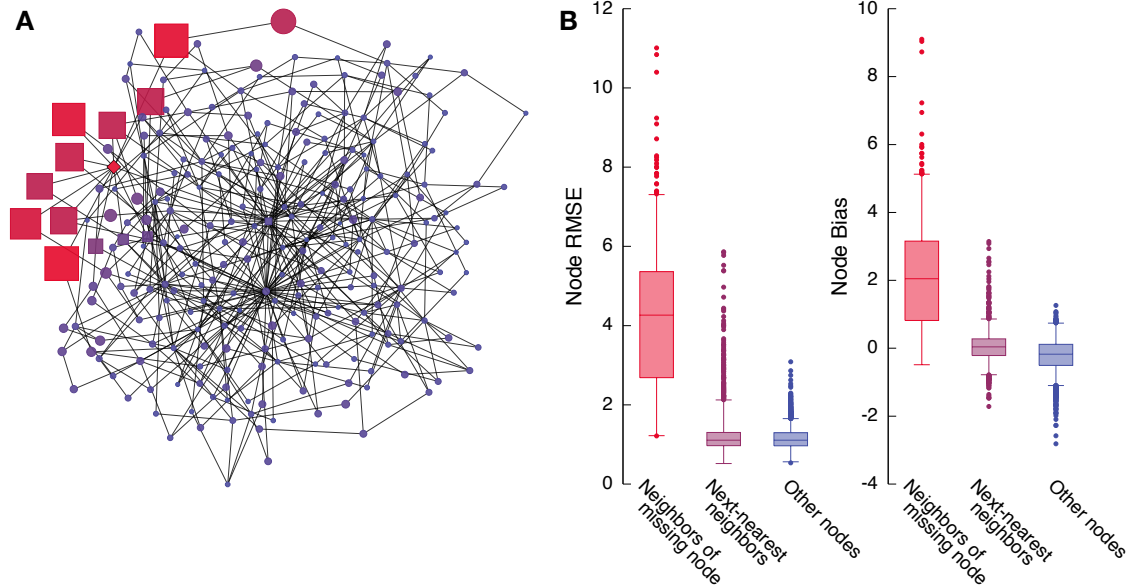 A
B
Node RMSE
12
10
8
6
4
2
0
Neighbors of
missing node
Next-nearest
neighbors
Other nodes
Node Bias
10
8
6
4
2
0
-2
-4
Neighbors of
missing node
Next-nearest
neighbors
Other nodes